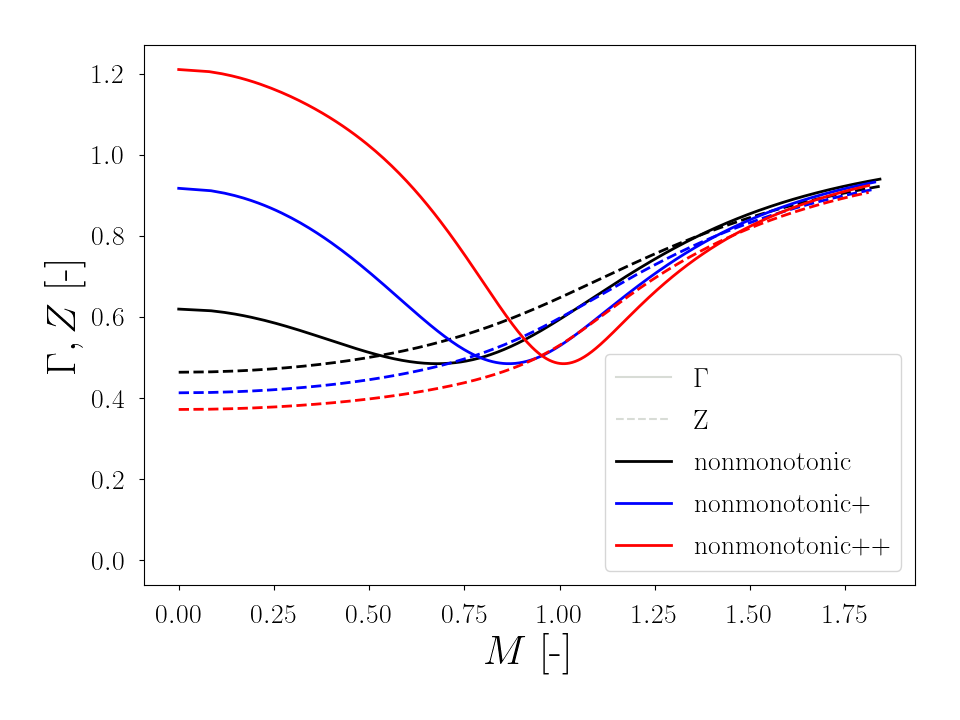 1.2
1.0
0.8
0.6
0.4
0.2
0.0
Γ, Z [-]
Γ
Z
nonmonotonic
nonmonotonic+
nonmonotonic++
0.00 0.25 0.50 0.75 1.00 1.25 1.50 1.75
M [-]